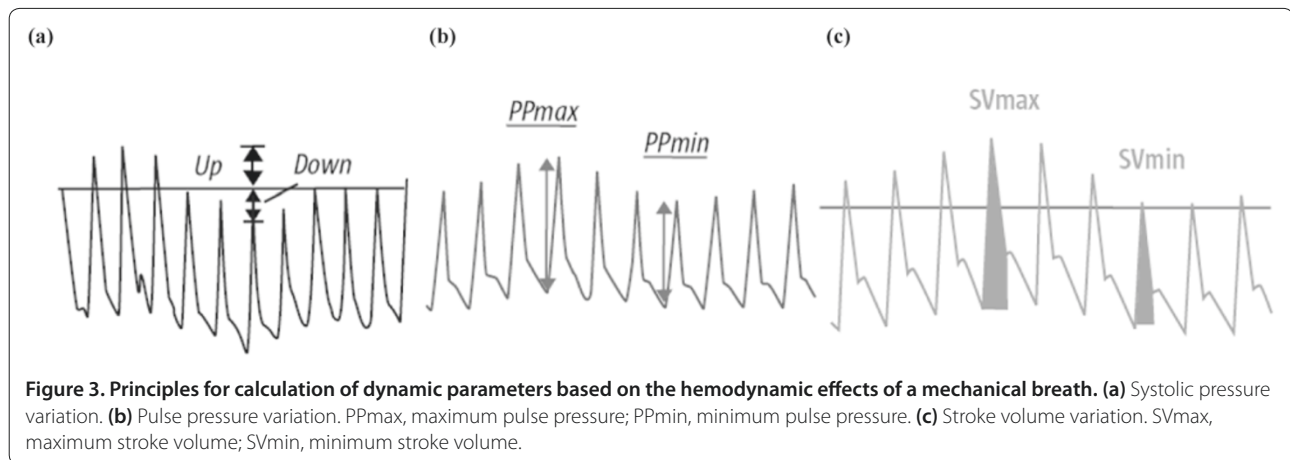 (a)
(b)
(c)
Up
Down
PPmax
PPmin
SVmax
SVmin
Figure 3. Principles for calculation of dynamic parameters based on the hemodynamic effects of a mechanical breath. (a) Systolic pressure
variation. (b) Pulse pressure variation. PPmax, maximum pulse pressure; PPmin, minimum pulse pressure. (c) Stroke volume variation. SVmax,
maximum stroke volume; SVmin, minimum stroke volume.